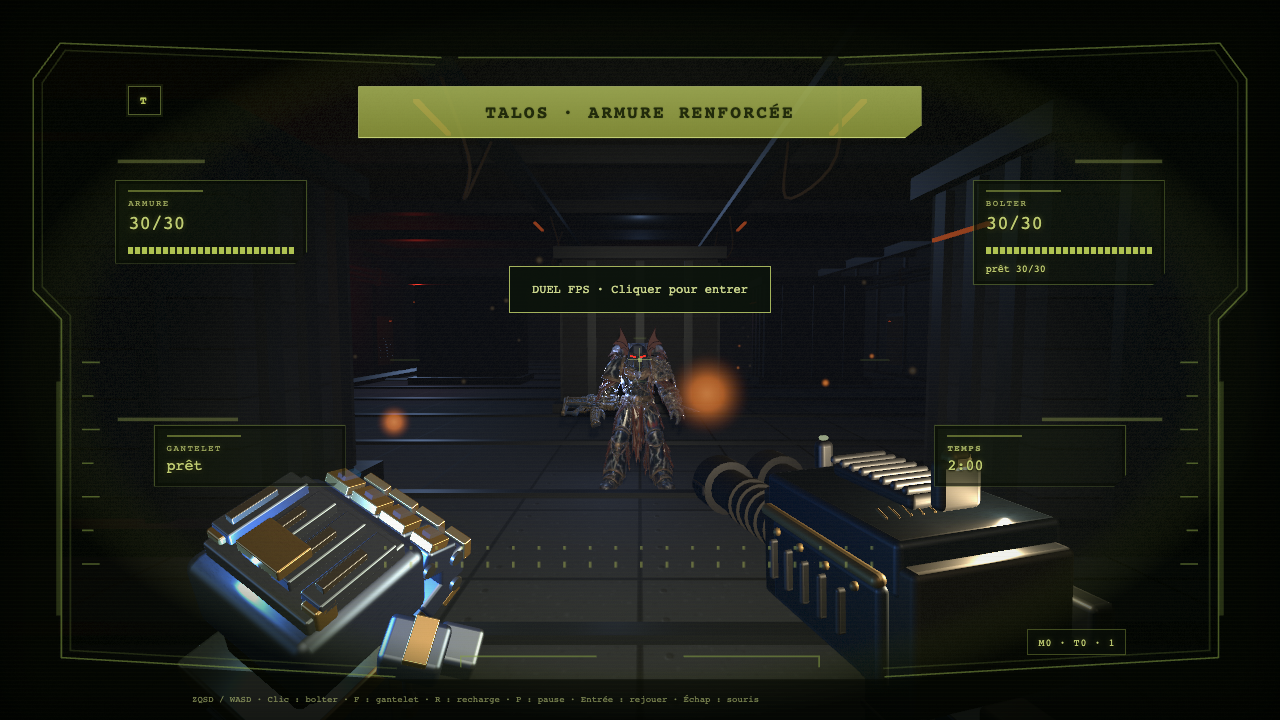 T
TALOS · ARMURE RENFORCÉE
ARMURE
30/30
BOLTER
30/30
prêt 30/30
DUEL FPS · Cliquer pour entrer
GANTELET
prêt
TEMPS
2:00
M0 · T0 · 1
ZQSD / WASD · Clic : bolter · F : gantelet · R : recharge · P : pause · Entrée : rejouer · Échap : souris